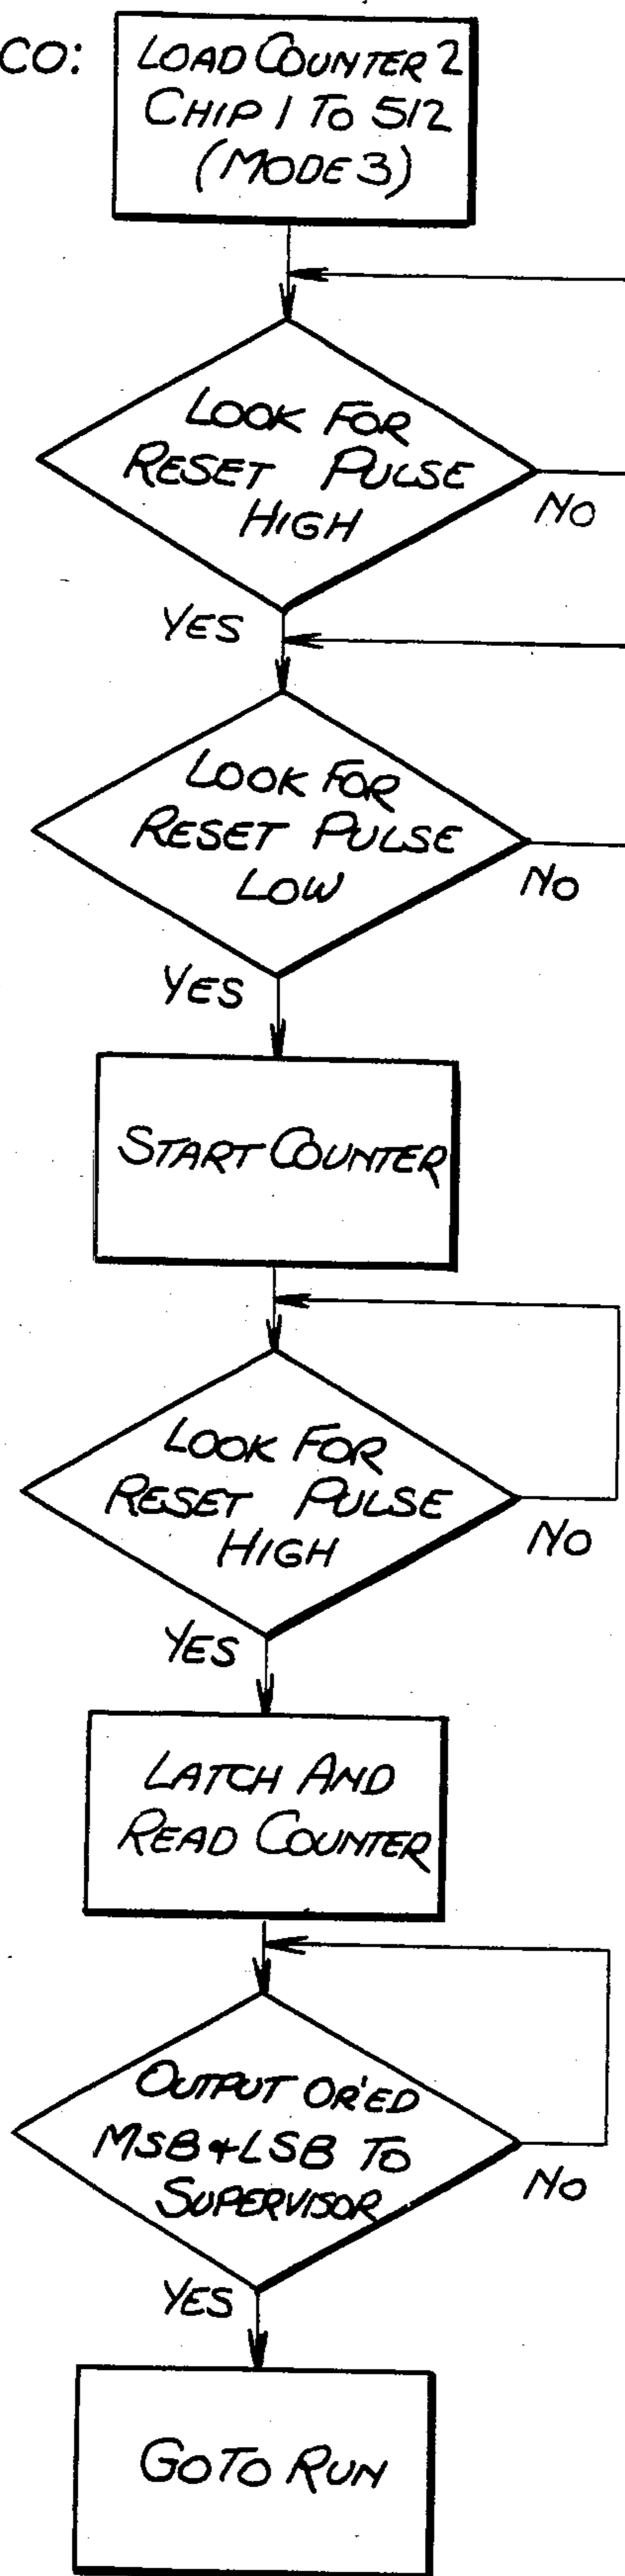 CO:
LOAD COUNTER 2
CHIP 1 TO 512
(MODE 3)
LOOK FOR
RESET PULSE
HIGH
NO
YES
LOOK FOR
RESET PULSE
LOW
NO
YES
START COUNTER
LOOK FOR
RESET PULSE
HIGH
NO
YES
LATCH AND
READ COUNTER
OUTPUT OR'ED
MSB+LSB TO
SUPERVISOR
NO
YES
GOTO RUN